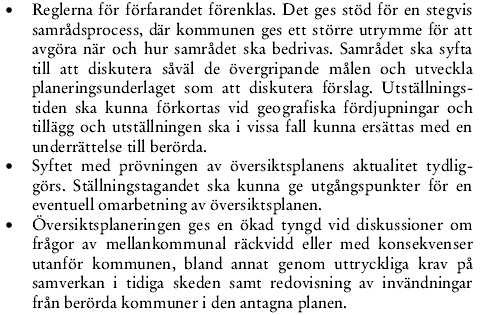 • Reglerna för förfarandet förenklas. Det ges stöd för en stegvis
samrådsprocess, där kommunen ges ett större utrymme för att
avgöra när och hur samrådet ska bedrivas. Samrådet ska syfta
till att diskutera såväl de övergripande målen och utveckla
planeringsunderlaget som att diskutera förslag. Utställnings-
tiden ska kunna förkortas vid geografiska fördjupningar och
tillägg och utställningen ska i vissa fall kunna ersättas med en
underrättelse till berörda.
• Syftet med prövningen av översiktsplanens aktualitet tydlig-
görs. Ställningstagandet ska kunna ge utgångspunkter för en
eventuell omarbetning av översiktsplanen.
• Översiktsplaneringen ges en ökad tyngd vid diskussioner om
frågor av mellankommunal räckvidd eller med konsekvenser
utanför kommunen, bland annat genom uttryckliga krav på
samverkan i tidiga skeden samt redovisning av invändningar
från berörda kommuner i den antagna planen.